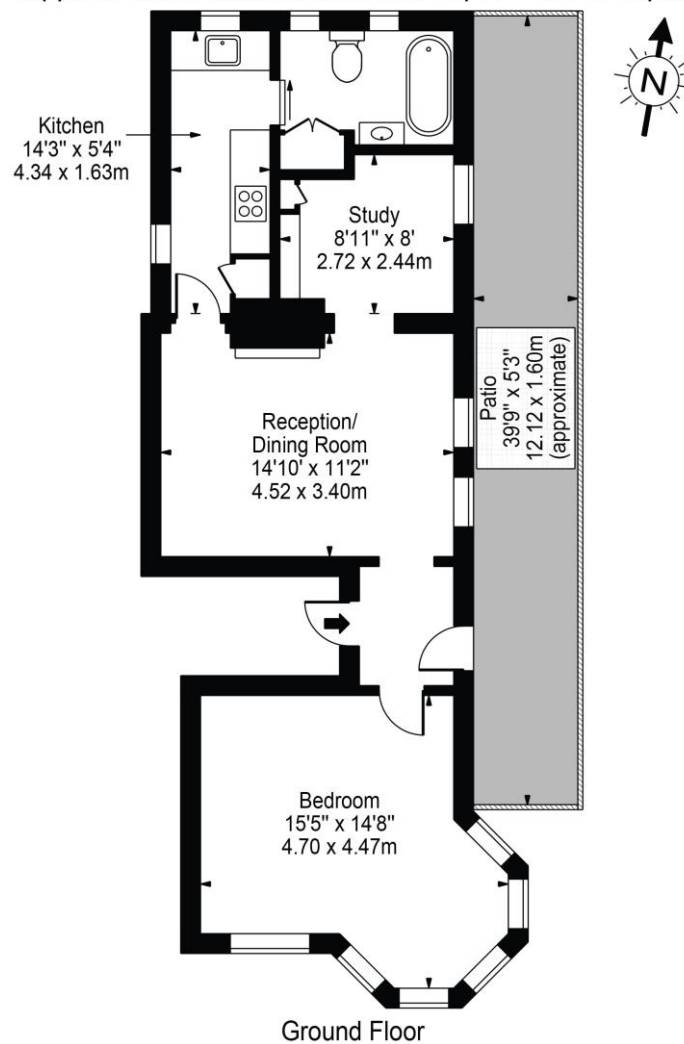 N
Kitchen
14'3" x 5'4"
4.34 x 1.63m
Study
8'11" x 8'
2.72 x 2.44m
Patio
39'9" x 5'3"
12.12 x 1.60m
(approximate)
Reception/
Dining Room
14'10' x 11'2"
4.52 x 3.40m
Bedroom
15'5" x 14'8"
4.70 x 4.47m
Ground Floor